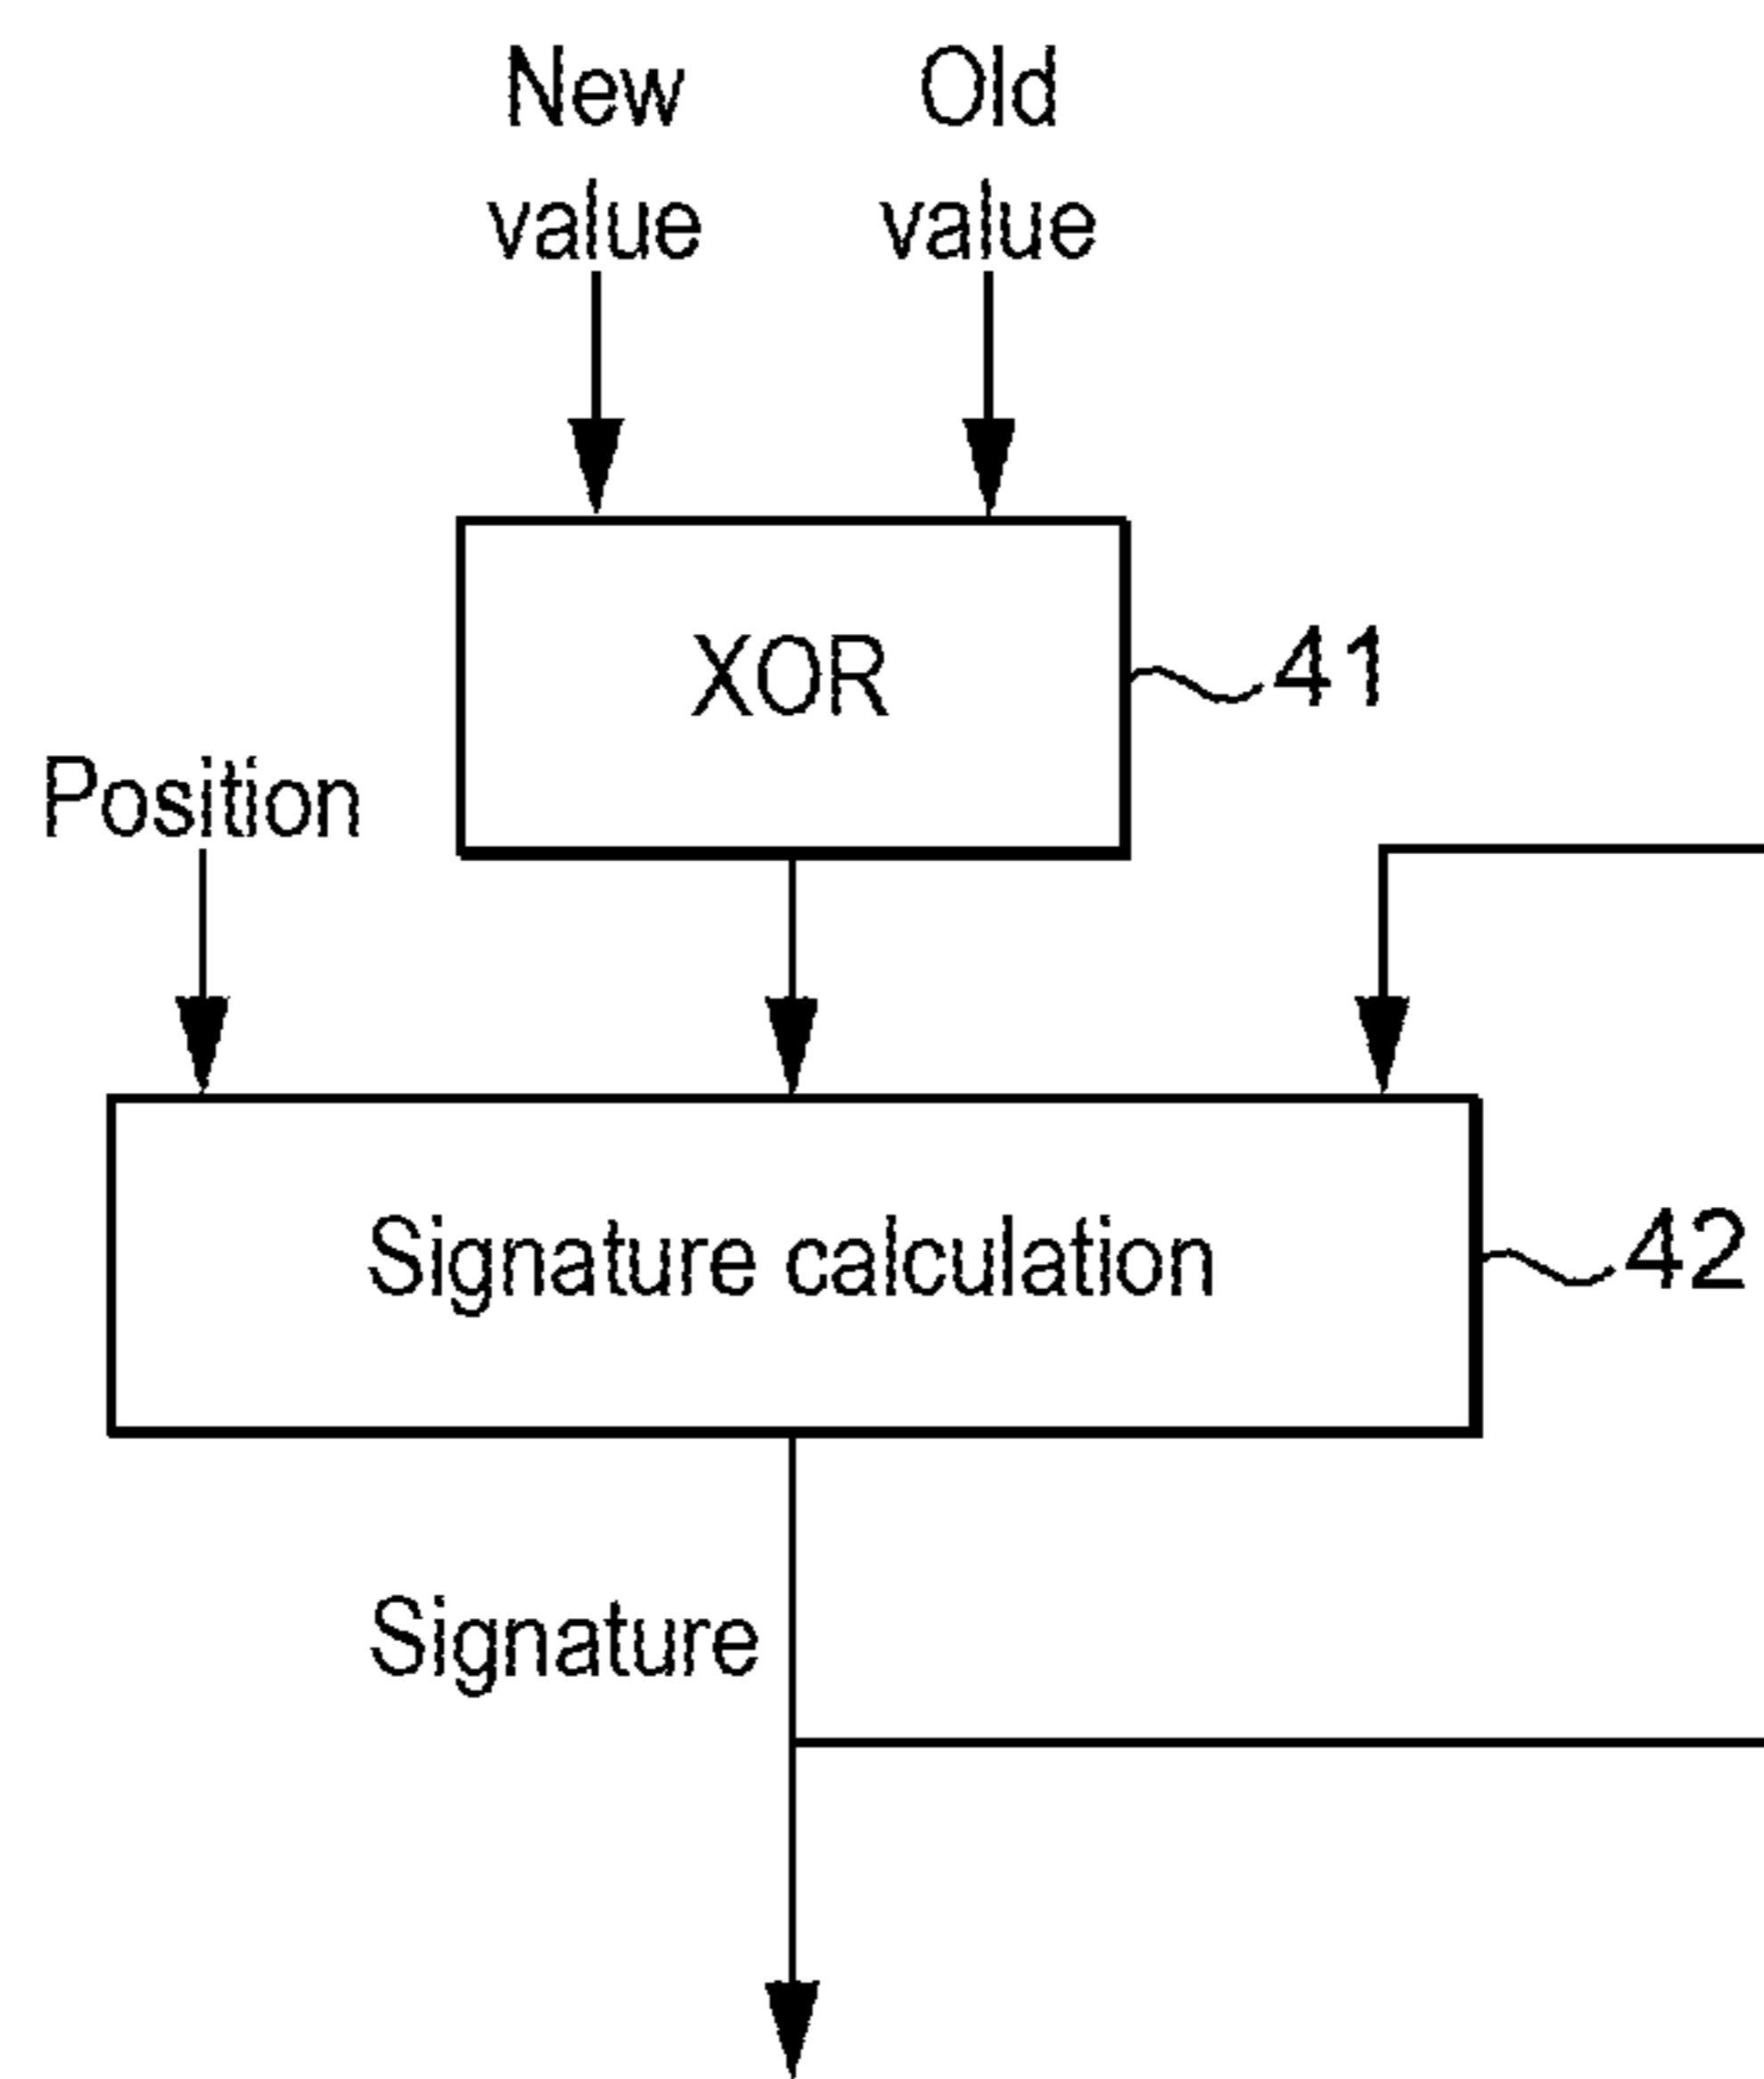 New
value
Old
value
XOR
41
Position
Signature calculation
42
Signature